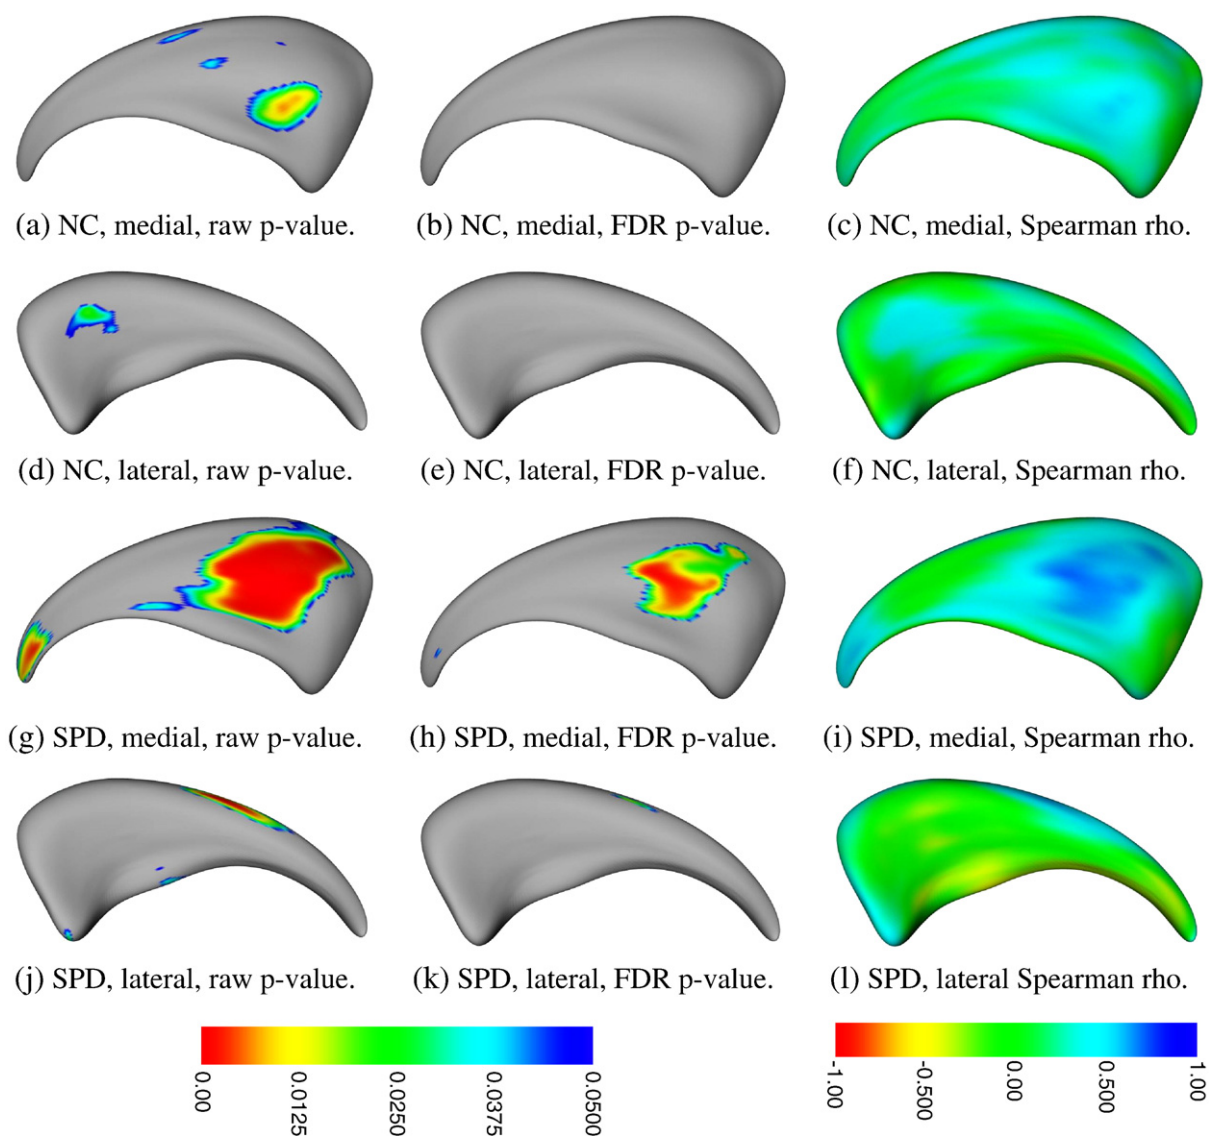 (a) NC, medial, raw p-value.
(b) NC, medial, FDR p-value.
(c) NC, medial, Spearman rho.
(d) NC, lateral, raw p-value.
(e) NC, lateral, FDR p-value.
(f) NC, lateral, Spearman rho.
(g) SPD, medial, raw p-value.
(h) SPD, medial, FDR p-value.
(i) SPD, medial, Spearman rho.
(j) SPD, lateral, raw p-value.
(k) SPD, lateral, FDR p-value.
(l) SPD, lateral Spearman rho.
0.00
0.0125
0.0250
0.0375
0.0500
-1.00
-0.500
0.00
0.500
1.00